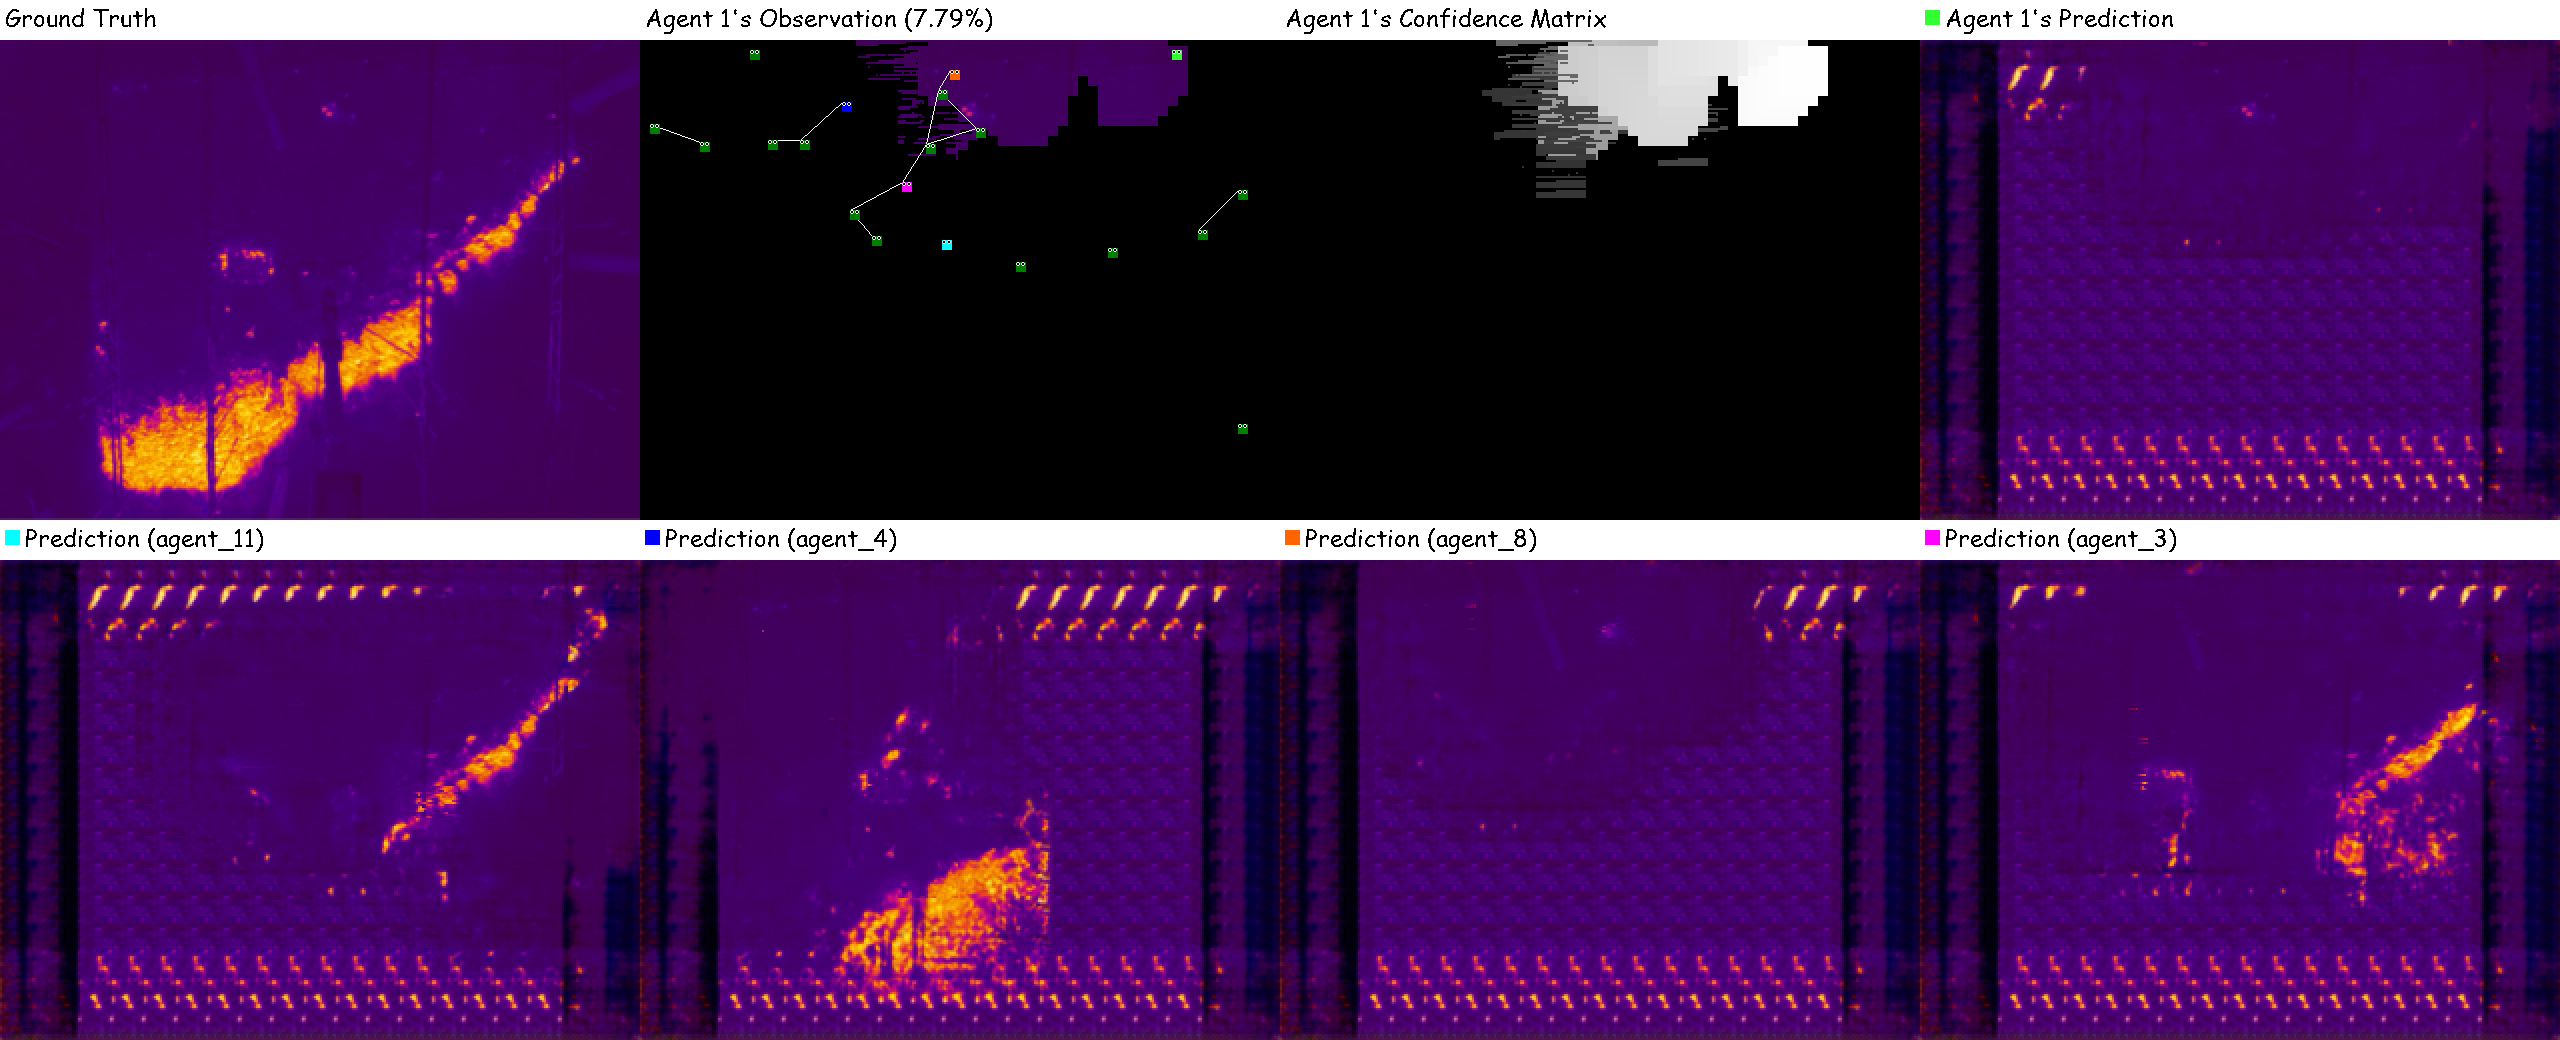 Ground Truth
Agent 1's Observation (7.79%)
Agent 1's Confidence Matrix
Agent 1's Prediction
Prediction (agent_11)
Prediction (agent_4)
Prediction (agent_8)
Prediction (agent_3)